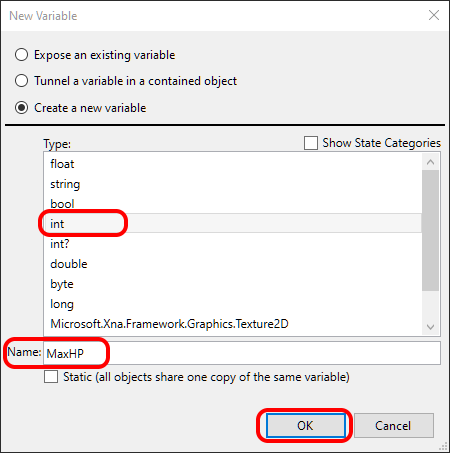 New Variable
Expose an existing variable
Tunnel a variable in a contained object
Create a new variable
Type: Show State Categories
float
string
bool
int
int?
double
byte
long
Microsoft.Xna.Framework.Graphics.Texture2D
Name: MaxHP
Static (all objects share one copy of the same variable)
OK Cancel